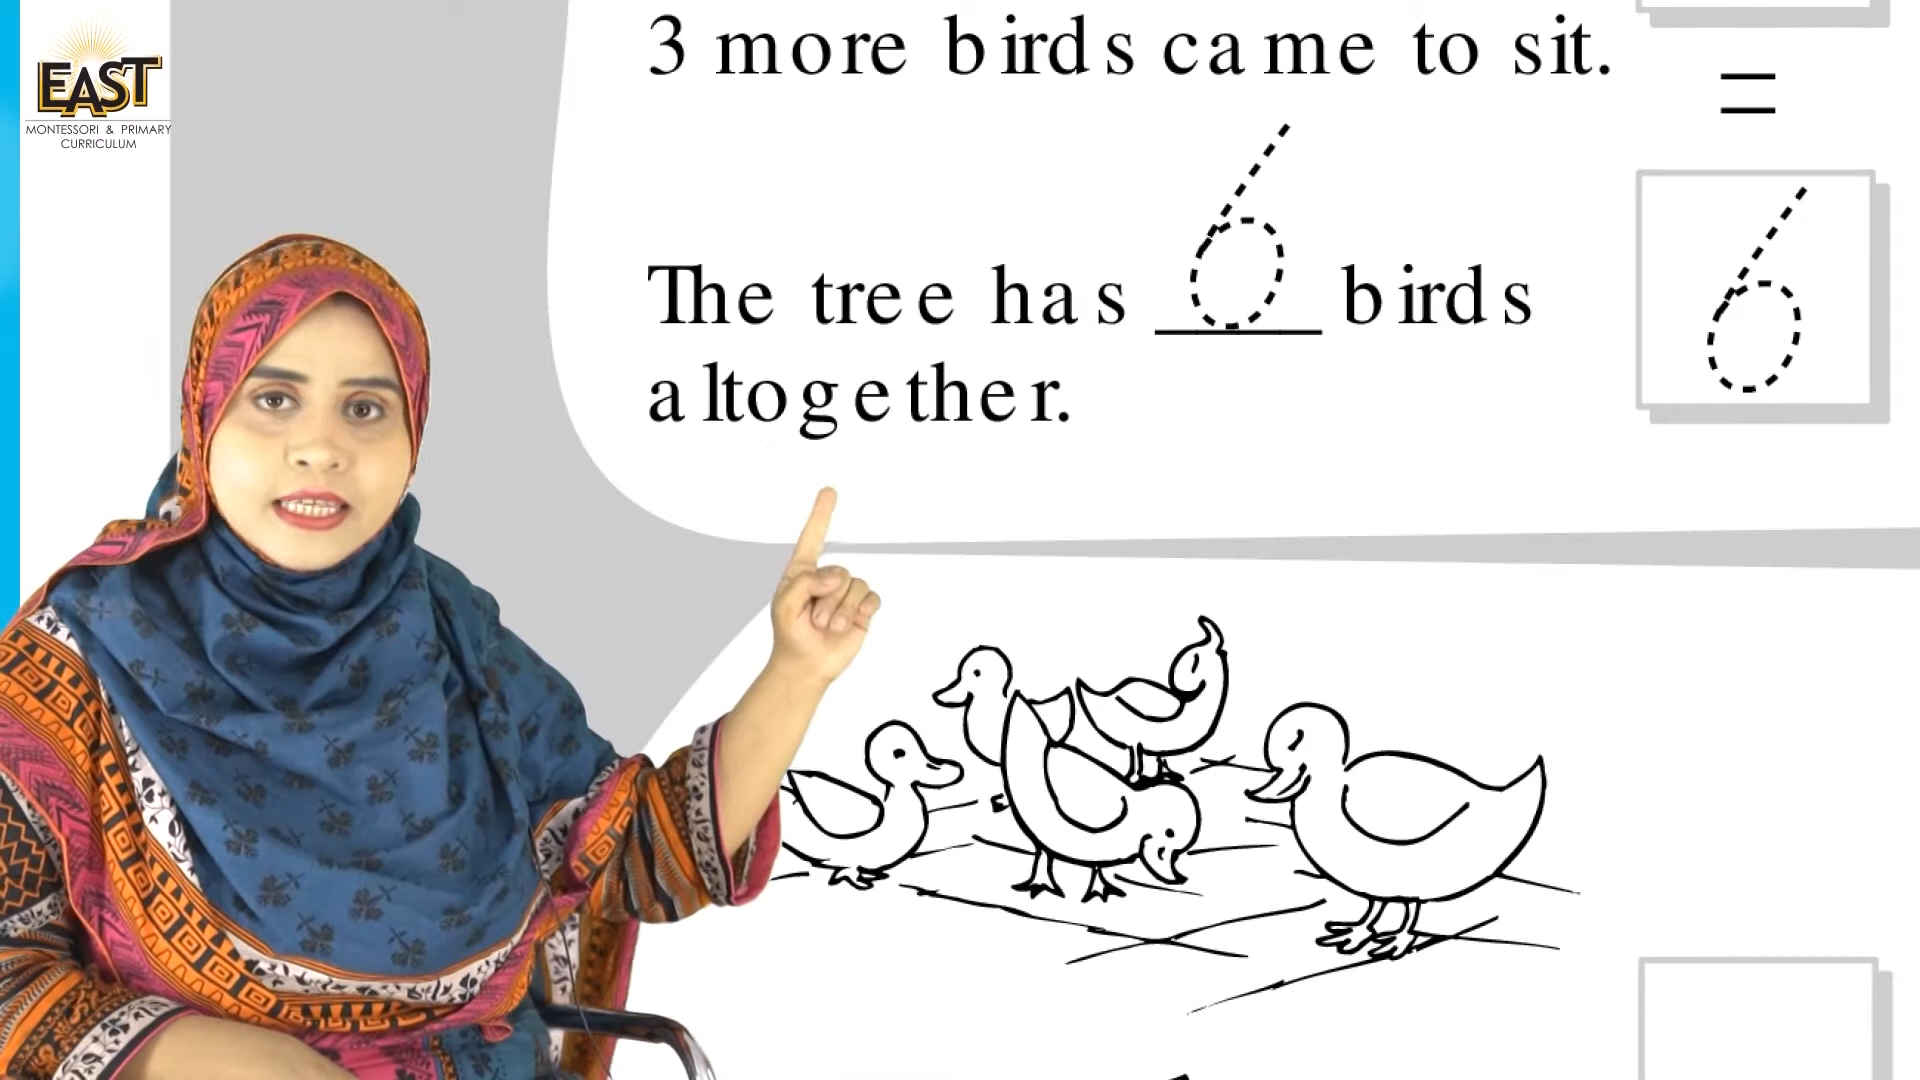 EAST
MONTESSORI & PRIMARY
CURRICULUM
3 more birds came to sit.
=
The tree has 6 birds
altogether.
6